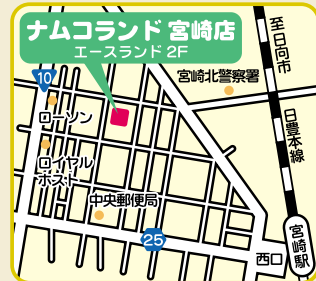 ナムコランド 宮崎店
エースランド 2F
至日向市
10
宮崎北警察署
ローソン
日豊本線
ロイヤル
ホスト
中央郵便局
25
西口
宮崎駅